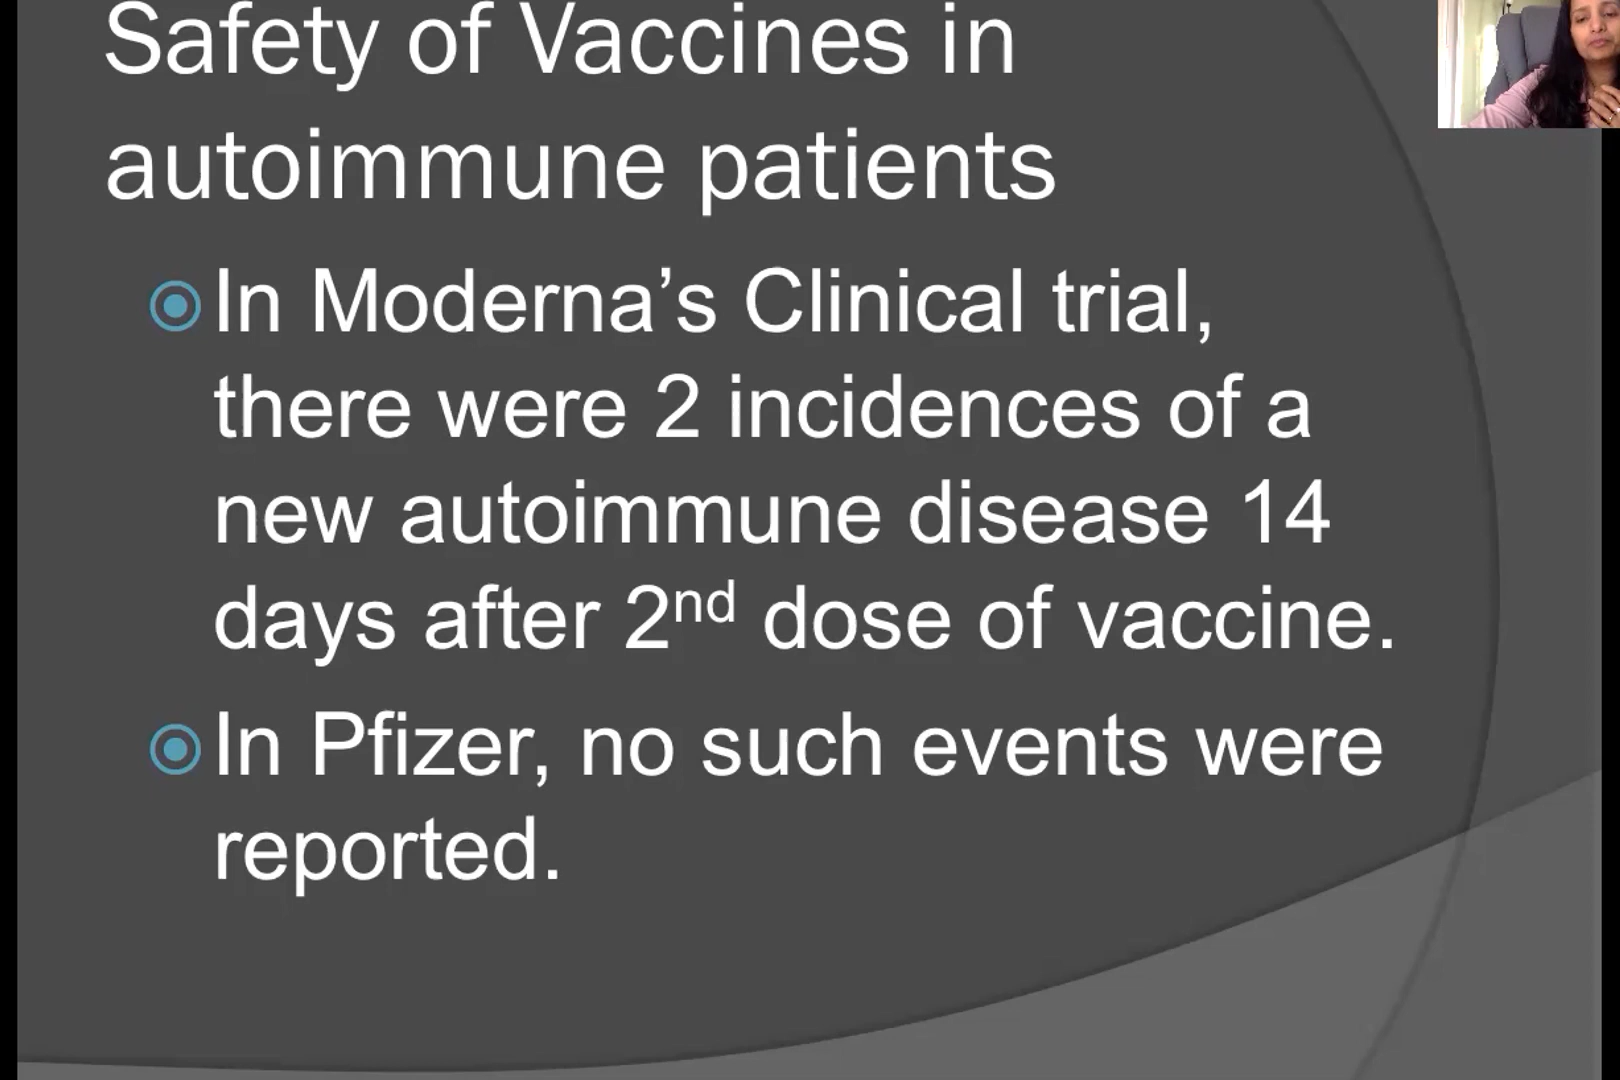 Safety of Vaccines in
autoimmune patients
In Moderna’s Clinical trial,
there were 2 incidences of a
new autoimmune disease 14
days after 2nd dose of vaccine.
In Pfizer, no such events were
reported.